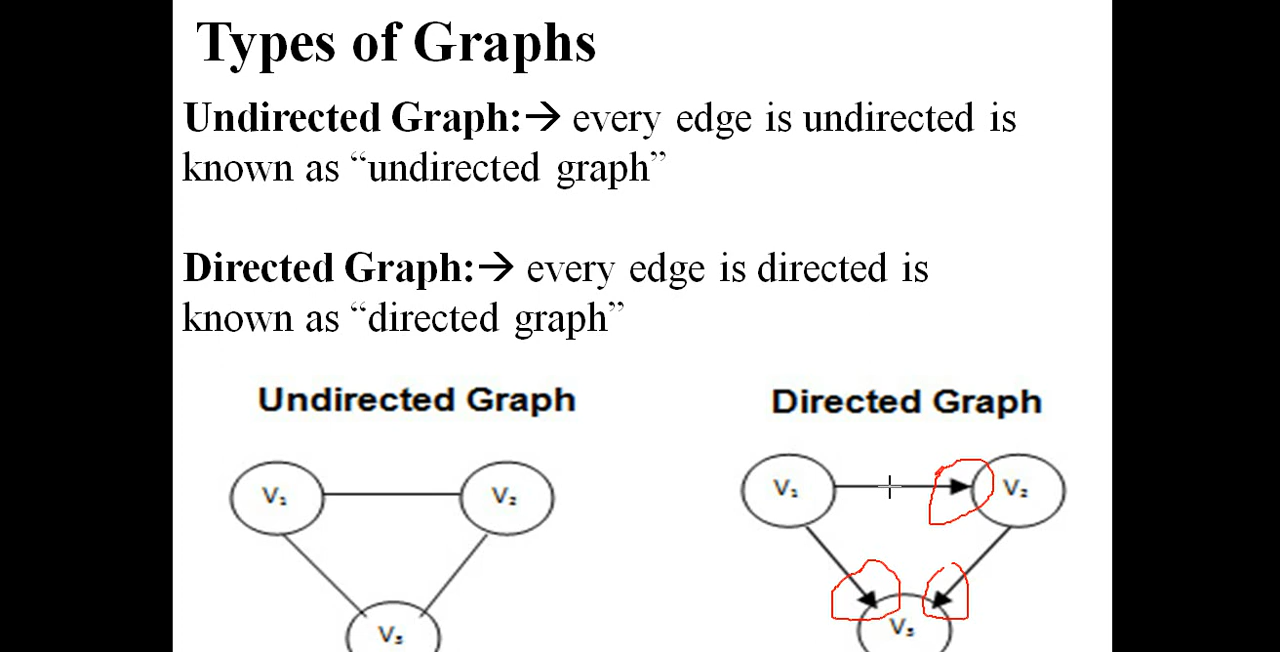 Types of Graphs
Undirected Graph:→ every edge is undirected is
known as “undirected graph”
Directed Graph:→ every edge is directed is
known as “directed graph”
Undirected Graph
V₁
V₂
V₃
Directed Graph
V₁
V₂
V₃